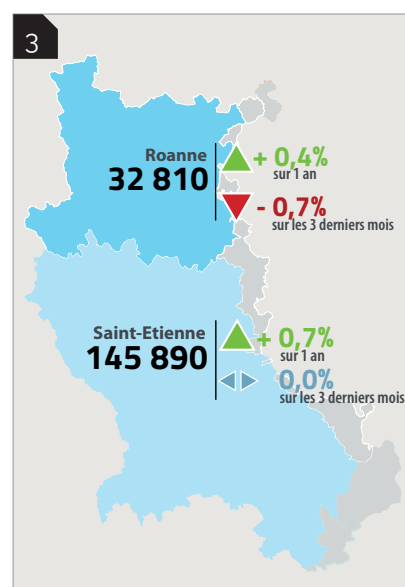 3
Roanne
32 810
+ 0,4%
sur 1 an
- 0,7%
sur les 3 derniers mois
Saint-Etienne
145 890
+ 0,7%
sur 1 an
0,0%
sur les 3 derniers mois